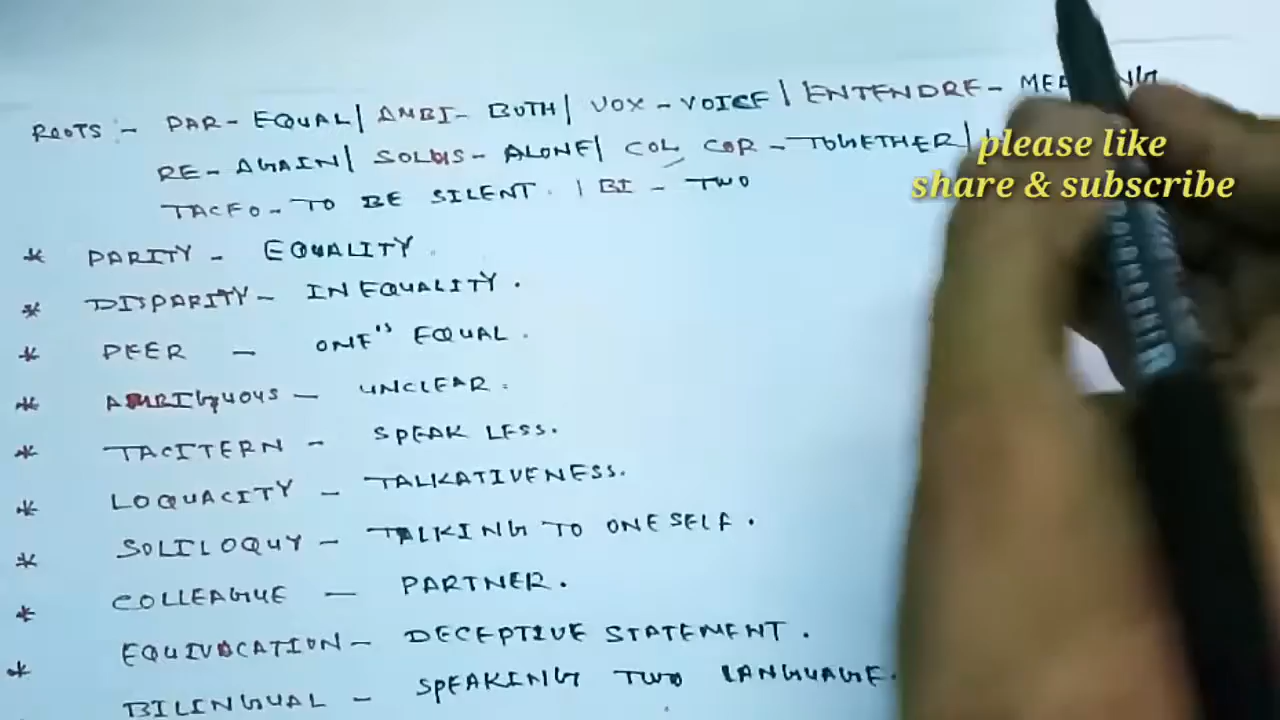 ROOTS :- PAR- EQUAL| AMBI- BOTH| VOX -VOICE | ENTENDRE-
RE- AGAIN| SOLUS- ALONE| COL, COR - TOGETHER|
TACEO- TO BE SILENT. | BI - TWO
* PARITY - EQUALITY.
* DISPARITY- INEQUALITY.
* PEER - ONE's EQUAL.
* AMBIGUOUS - UNCLEAR.
* TACITERN - SPEAK LESS.
* LOQUACITY - TALKATIVENESS.
* SOLILOQUY - TALKING TO ONESELF.
* COLLEAGUE - PARTNER.
* EQUIVOCATION- DECEPTIVE STATEMENT.
* BILINGUAL - SPEAKING TWO LANGUAGE.
please like
share & subscribe